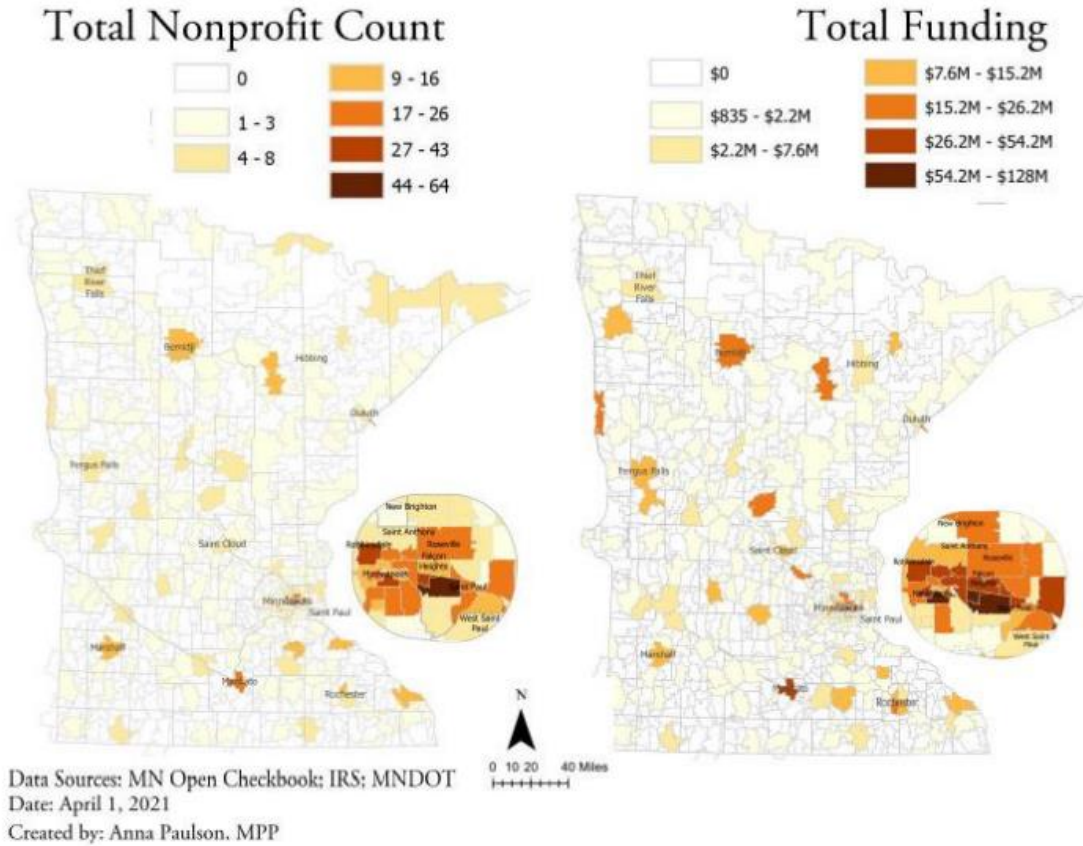 Total Nonprofit Count
0
1 - 3
4 - 8
9 - 16
17 - 26
27 - 43
44 - 64
Thief
River
Falls
Bemidji
Hibbing
Duluth
Fergus Falls
Saint Cloud
Minneapolis
Saint Paul
Marshall
Mankato
Rochester
New Brighton
Saint Anthony
Robbinsdale
Roseville
Falcon
Heights
Minneapolis
Saint Paul
West Saint
Paul
Total Funding
$0
$835 - $2.2M
$2.2M - $7.6M
$7.6M - $15.2M
$15.2M - $26.2M
$26.2M - $54.2M
$54.2M - $128M
Thief
River
Falls
Bemidji
Hibbing
Duluth
Fergus Falls
Saint Cloud
Minneapolis
Saint Paul
Marshall
Rochester
New Brighton
Saint Anthony
Robbinsdale
Roseville
Falcon
West Saint
Paul
N
0 10 20 40 Miles
Data Sources: MN Open Checkbook; IRS; MNDOT
Date: April 1, 2021
Created by: Anna Paulson. MPP